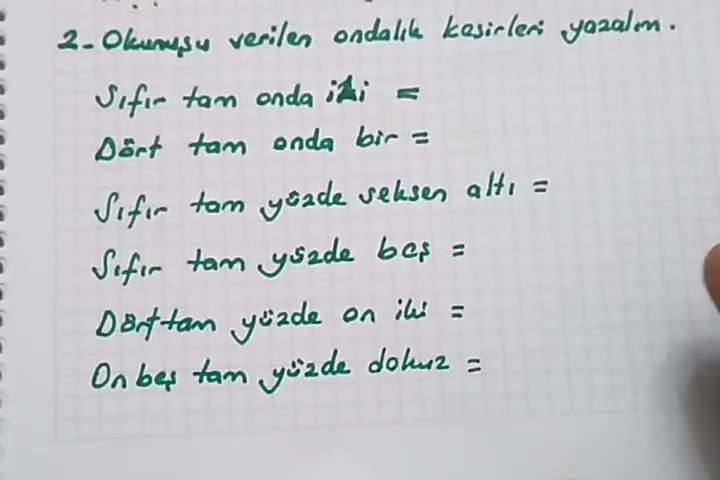 2- Okunuşu verilen ondalık kesirleri yazalım.
Sıfır tam onda iki =
Dört tam onda bir =
Sıfır tam yüzde seksen altı =
Sıfır tam yüzde beş =
Dört tam yüzde on iki =
On beş tam yüzde dokuz =